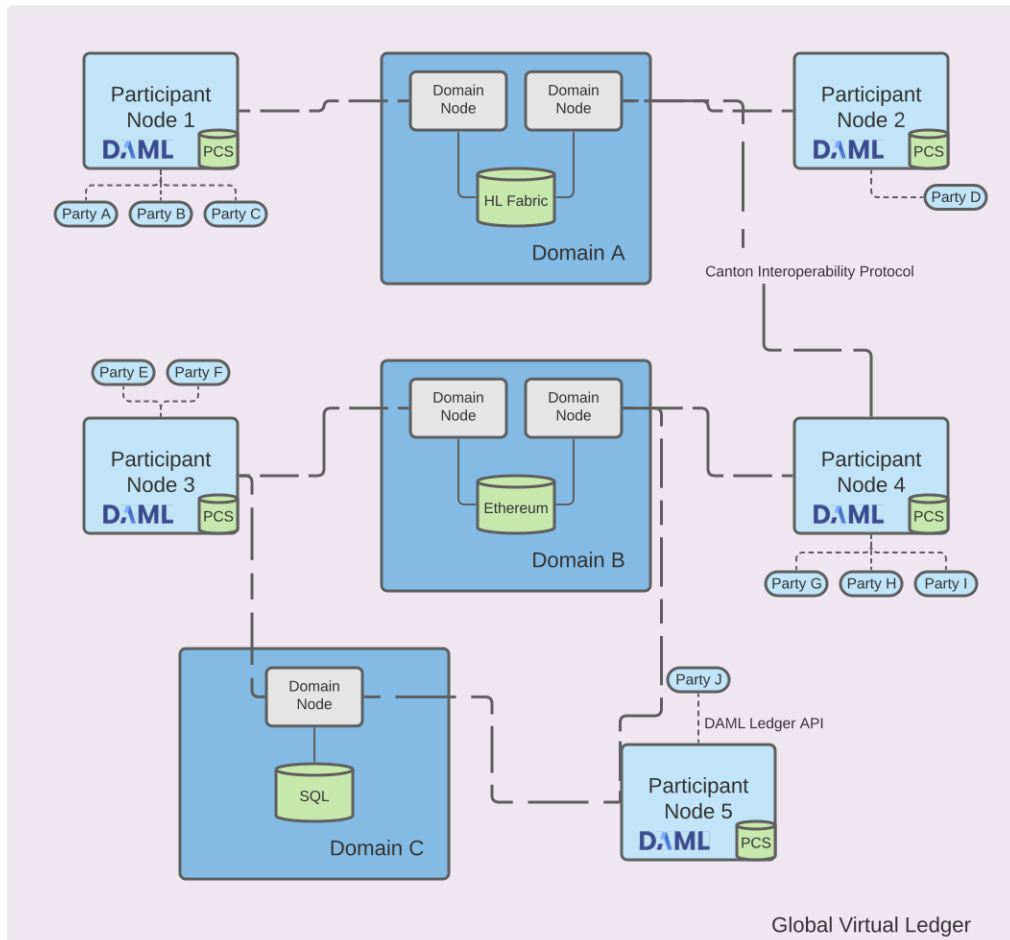 Participant
Node 1
DAML
PCS
Party A
Party B
Party C
Domain
Node
Domain
Node
HL Fabric
Domain A
Participant
Node 2
DAML
PCS
Party D
Canton Interoperability Protocol
Party E
Party F
Participant
Node 3
DAML
PCS
Domain
Node
Domain
Node
Ethereum
Domain B
Participant
Node 4
DAML
PCS
Party G
Party H
Party I
Domain
Node
SQL
Domain C
Party J
DAML Ledger API
Participant
Node 5
DAML
PCS
Global Virtual Ledger